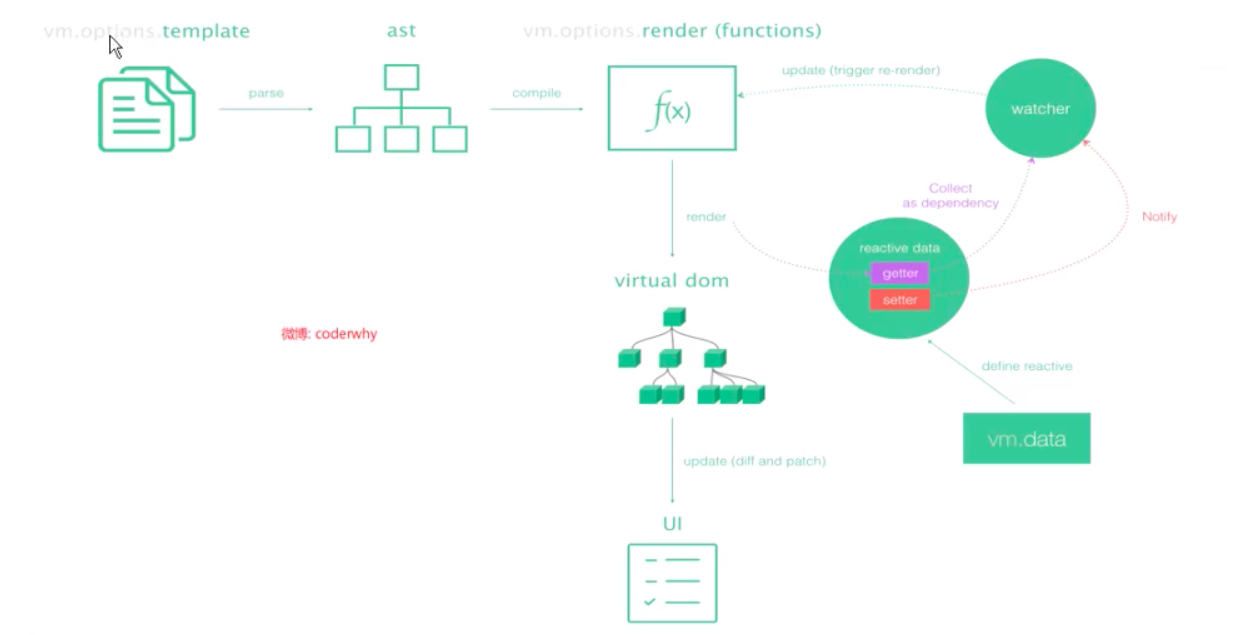 vm.options.template
ast
vm.options.render (functions)
parse
compile
f(x)
update (trigger re-render)
watcher
Collect
as dependency
render
Notify
reactive data
getter
setter
virtual dom
微博: coderwhy
define reactive
vm.data
update (diff and patch)
UI